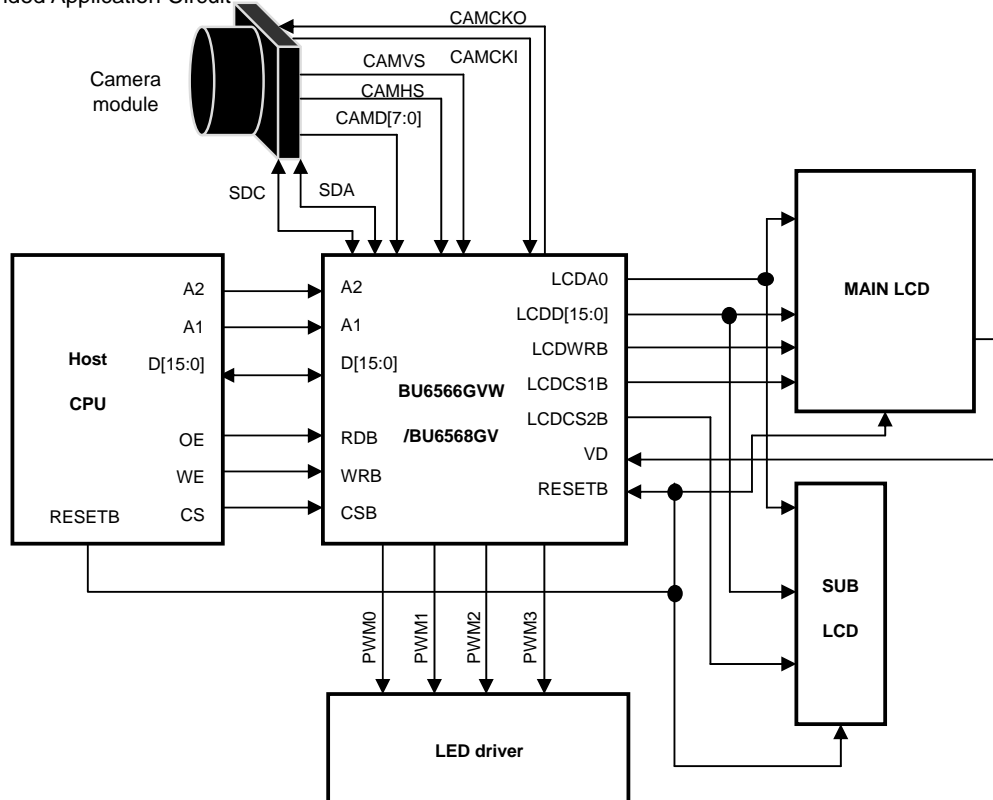 Application Circuit
CAMCKO
CAMCKI
CAMVS
CAMHS
CAMD[7:0]
Camera
module
SDC
SDA
Host
CPU
A2
A1
D[15:0]
OE
WE
CS
RESETB
A2
A1
D[15:0]
RDB
WRB
CSB
BU6566GVW
/BU6568GV
LCDA0
LCDD[15:0]
LCDWRB
LCDCS1B
LCDCS2B
VD
RESETB
MAIN LCD
SUB
LCD
PWM0
PWM1
PWM2
PWM3
LED driver